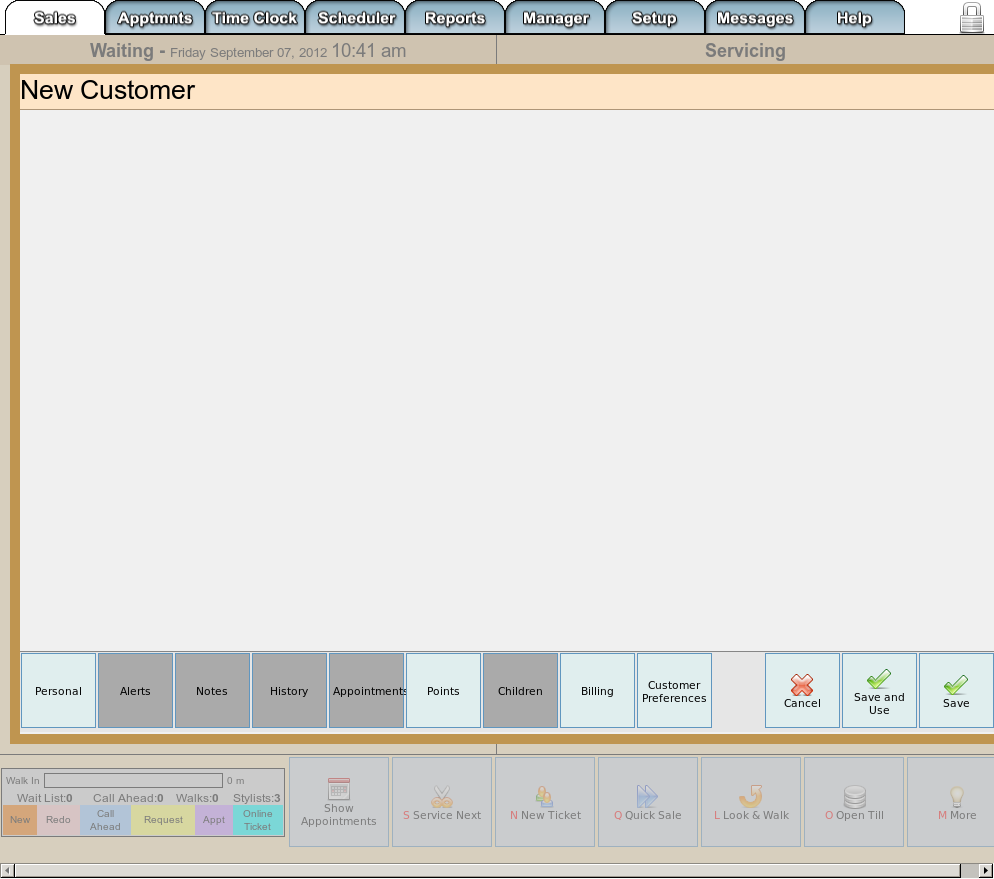 Sales Apptmnts Time Clock Scheduler Reports Manager Setup Messages Help
Waiting - Friday September 07, 2012 10:41 am Servicing
New Customer
Personal Alerts Notes History Appointments Points Children Billing Customer Preferences Cancel Save and Use Save
Walk In 0 m
Wait List:0 Call Ahead:0 Walks:0 Stylists:3
New Redo Call Ahead Request Appt Online Ticket
Show Appointments S Service Next N New Ticket Q Quick Sale L Look & Walk O Open Till M More